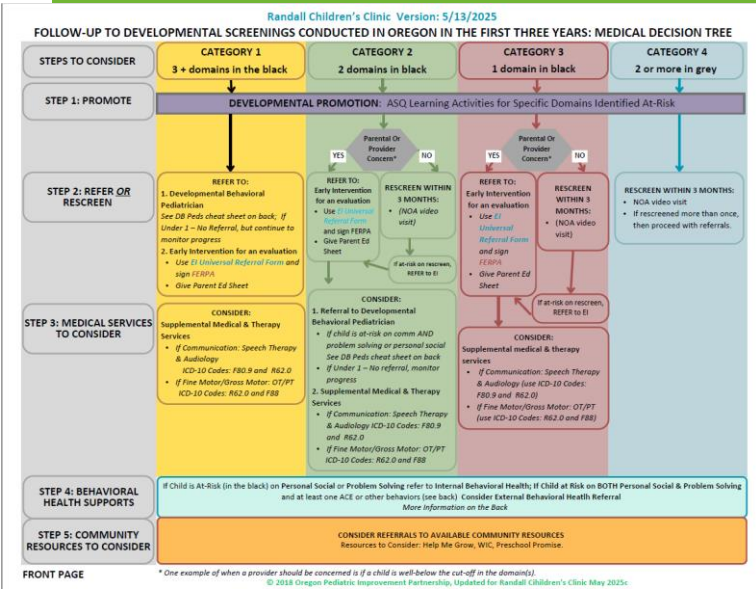 Randall Children's Clinic Version: 5/13/2025
FOLLOW-UP TO DEVELOPMENTAL SCREENINGS CONDUCTED IN OREGON IN THE FIRST THREE YEARS: MEDICAL DECISION TREE
STEPS TO CONSIDER
CATEGORY 1
3 + domains in the black
CATEGORY 2
2 domains in black
CATEGORY 3
1 domain in black
CATEGORY 4
2 or more in grey
STEP 1: PROMOTE
DEVELOPMENTAL PROMOTION: ASQ Learning Activities for Specific Domains Identified At-Risk
STEP 2: REFER OR
RESCREEN
REFER TO:
1. Developmental Behavioral
Pediatrician
See DB Peds cheat sheet on back; If
Under 1 – No Referral, but continue to
monitor progress
2. Early Intervention for an evaluation
• Use EI Universal Referral Form and
sign FERPA
• Give Parent Ed Sheet
Parental Or
Provider
Concern*
YES
NO
REFER TO:
Early Intervention
for an evaluation
• Use EI Universal
Referral Form
and sign FERPA
• Give Parent Ed
Sheet
RESCREEN WITHIN
3 MONTHS:
• (NOA video
visit)
If at-risk on rescreen,
REFER to EI
Parental Or
Provider
Concern*
YES
NO
REFER TO:
Early Intervention
for an evaluation
• Use EI
Universal
Referral Form
and sign
FERPA
• Give Parent Ed
Sheet
RESCREEN WITHIN
3 MONTHS:
• (NOA video
visit)
If at-risk on rescreen,
REFER to EI
RESCREEN WITHIN 3 MONTHS:
• NOA video visit
• If rescreened more than once,
then proceed with referrals.
STEP 3: MEDICAL SERVICES
TO CONSIDER
CONSIDER:
Supplemental Medical & Therapy
Services
• If Communication: Speech Therapy
& Audiology
ICD-10 Codes: F80.9 and R62.0
• If Fine Motor/Gross Motor: OT/PT
ICD-10 Codes: R62.0 and F88
CONSIDER:
1. Referral to Developmental
Behavioral Pediatrician
• If child is at-risk on comm AND
problem solving or personal social
See DB Peds cheat sheet on back
• If Under 1 – No referral, monitor
progress
2. Supplemental Medical & Therapy
Services
• If Communication: Speech Therapy
& Audiology ICD-10 Codes: F80.9
and R62.0
• If Fine Motor/Gross Motor: OT/PT
ICD-10 Codes: R62.0 and F88
CONSIDER:
Supplemental medical & therapy
services
• If Communication: Speech Therapy
& Audiology (use ICD-10 Codes:
F80.9 and R62.0)
• If Fine Motor/Gross Motor: OT/PT
(use ICD-10 Codes: R62.0 and F88)
STEP 4: BEHAVIORAL
HEALTH SUPPORTS
If Child is At-Risk (in the black) on Personal Social or Problem Solving refer to Internal Behavioral Health; If Child at Risk on BOTH Personal Social & Problem Solving
and at least one ACE or other behaviors (see back) Consider External Behavioral Heatlh Referral
More Information on the Back
STEP 5: COMMUNITY
RESOURCES TO CONSIDER
CONSIDER REFERRALS TO AVAILABLE COMMUNITY RESOURCES
Resources to Consider: Help Me Grow, WIC, Preschool Promise.
FRONT PAGE
* One example of when a provider should be concerned is if a child is well-below the cut-off in the domain(s).
© 2018 Oregon Pediatric Improvement Partnership, Updated for Randall Cihildren's Clinic May 2025c